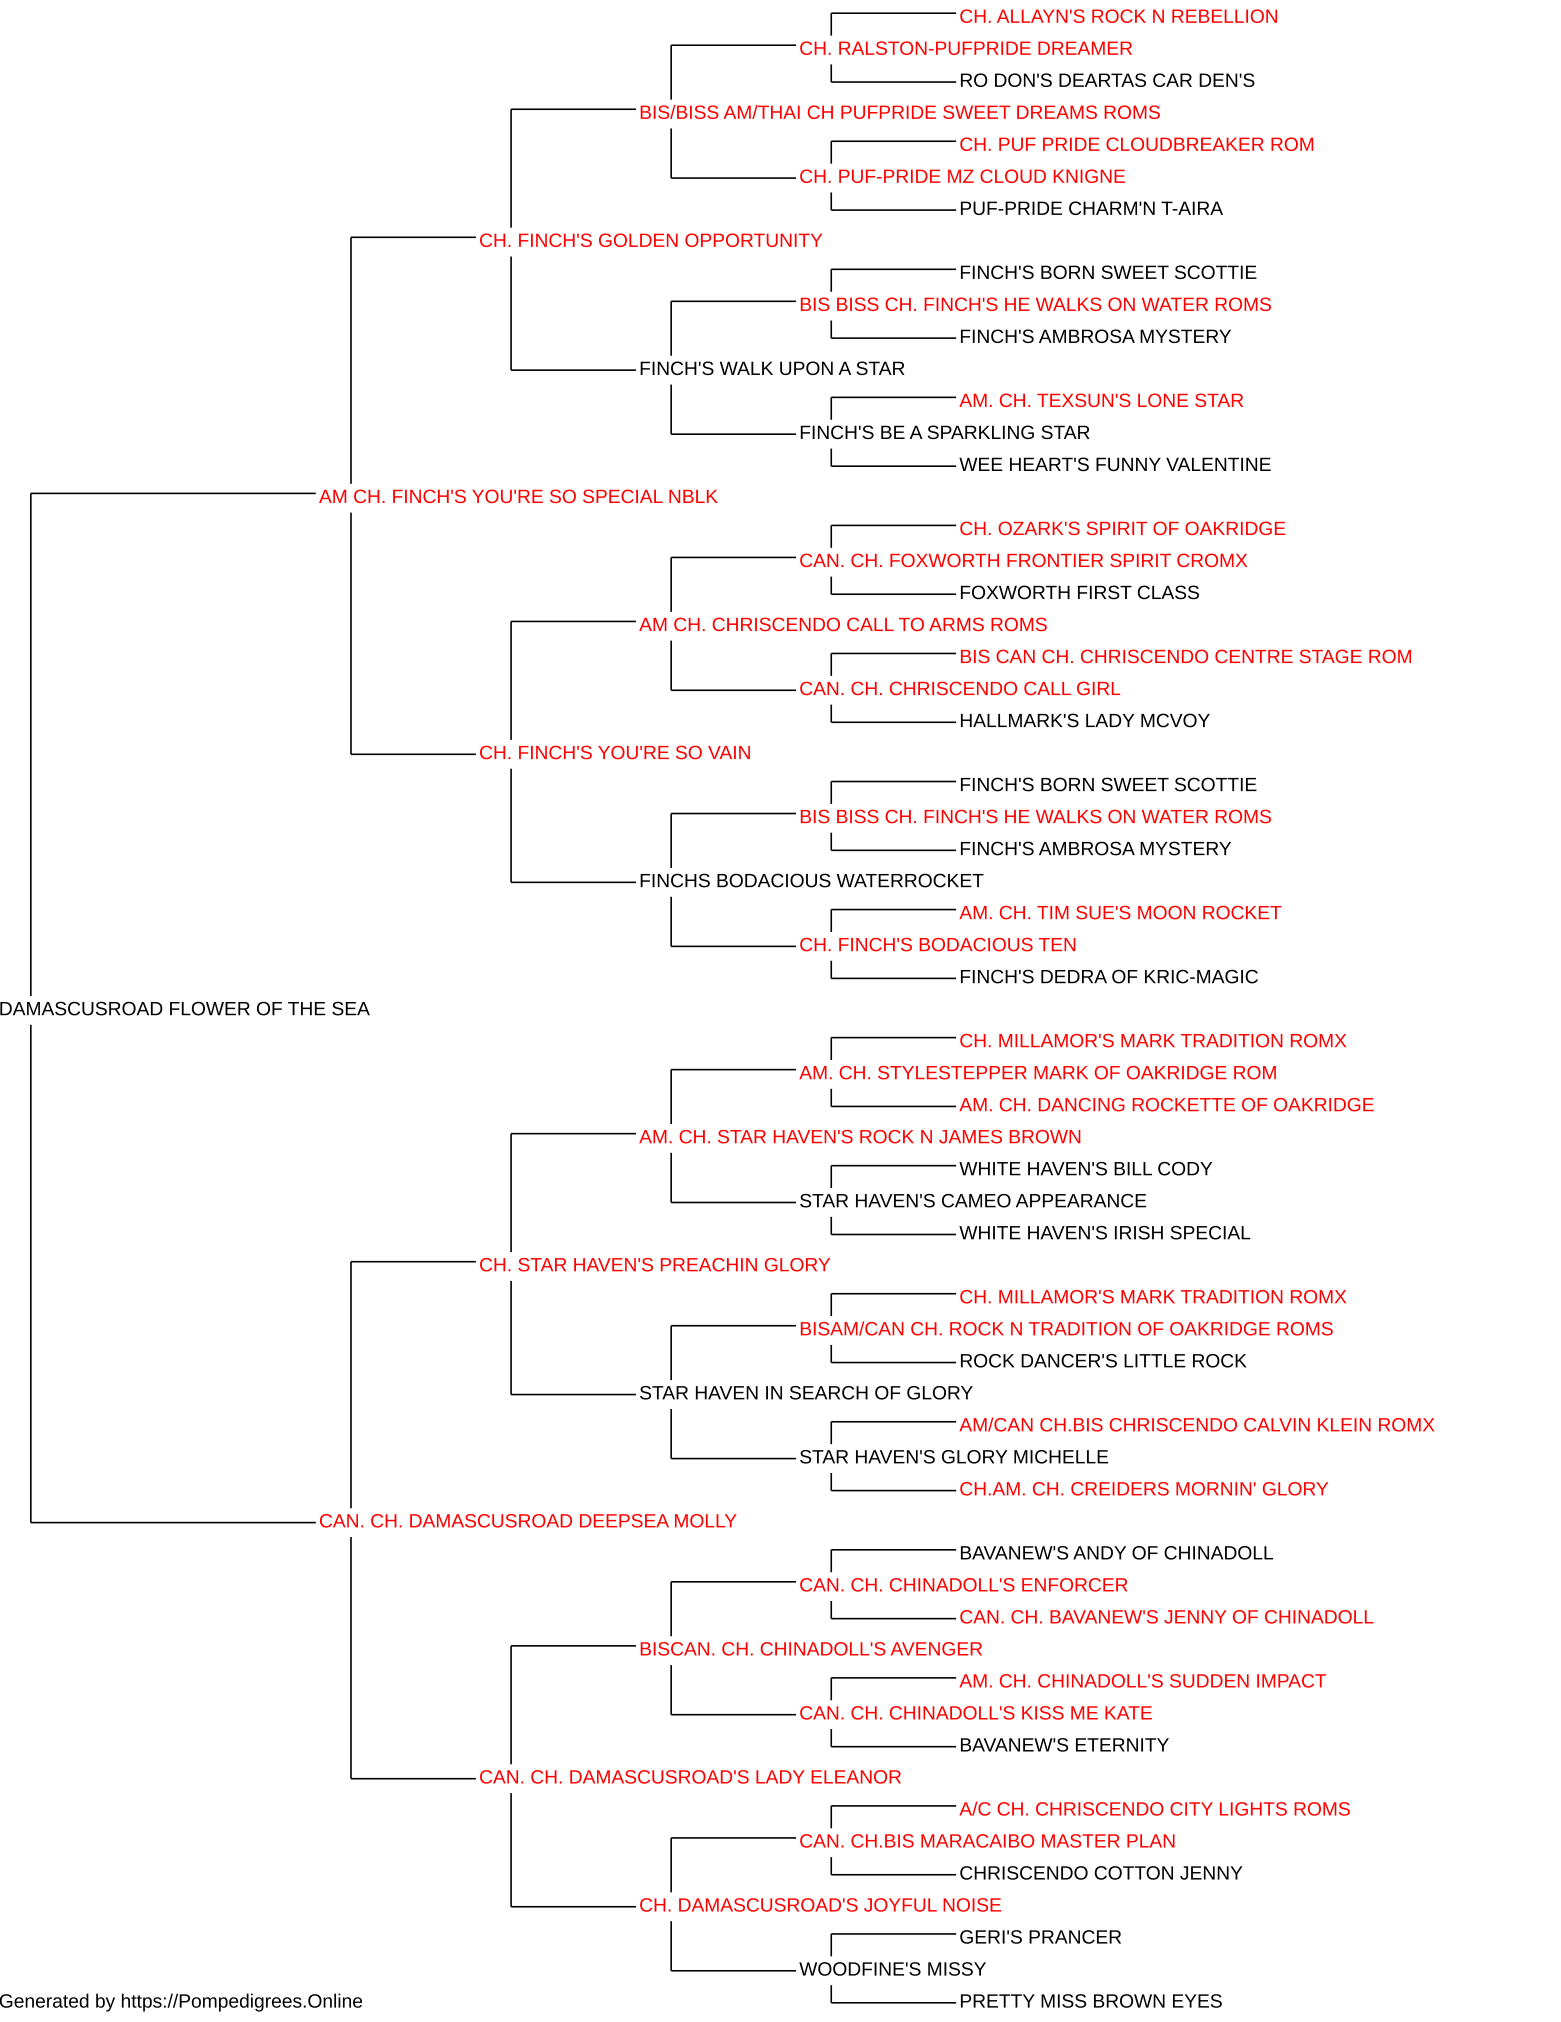 CH. ALLAYN'S ROCK N REBELLION
CH. RALSTON-PUFPRIDE DREAMER
RO DON'S DEARTAS CAR DEN'S
BIS/BISS AM/THAI CH PUFPRIDE SWEET DREAMS ROMS
CH. PUF PRIDE CLOUDBREAKER ROM
CH. PUF-PRIDE MZ CLOUD KNIGNE
PUF-PRIDE CHARM'N T-AIRA
CH. FINCH'S GOLDEN OPPORTUNITY
FINCH'S BORN SWEET SCOTTIE
BIS BISS CH. FINCH'S HE WALKS ON WATER ROMS
FINCH'S AMBROSA MYSTERY
FINCH'S WALK UPON A STAR
AM. CH. TEXSUN'S LONE STAR
FINCH'S BE A SPARKLING STAR
WEE HEART'S FUNNY VALENTINE
AM CH. FINCH'S YOU'RE SO SPECIAL NBLK
CH. OZARK'S SPIRIT OF OAKRIDGE
CAN. CH. FOXWORTH FRONTIER SPIRIT CROMX
FOXWORTH FIRST CLASS
AM CH. CHRISCENDO CALL TO ARMS ROMS
BIS CAN CH. CHRISCENDO CENTRE STAGE ROM
CAN. CH. CHRISCENDO CALL GIRL
HALLMARK'S LADY MCVOY
CH. FINCH'S YOU'RE SO VAIN
FINCH'S BORN SWEET SCOTTIE
BIS BISS CH. FINCH'S HE WALKS ON WATER ROMS
FINCH'S AMBROSA MYSTERY
FINCHS BODACIOUS WATERROCKET
AM. CH. TIM SUE'S MOON ROCKET
CH. FINCH'S BODACIOUS TEN
FINCH'S DEDRA OF KRIC-MAGIC
DAMASCUSROAD FLOWER OF THE SEA
CH. MILLAMOR'S MARK TRADITION ROMX
AM. CH. STYLESTEPPER MARK OF OAKRIDGE ROM
AM. CH. DANCING ROCKETTE OF OAKRIDGE
AM. CH. STAR HAVEN'S ROCK N JAMES BROWN
WHITE HAVEN'S BILL CODY
STAR HAVEN'S CAMEO APPEARANCE
WHITE HAVEN'S IRISH SPECIAL
CH. STAR HAVEN'S PREACHIN GLORY
CH. MILLAMOR'S MARK TRADITION ROMX
BISAM/CAN CH. ROCK N TRADITION OF OAKRIDGE ROMS
ROCK DANCER'S LITTLE ROCK
STAR HAVEN IN SEARCH OF GLORY
AM/CAN CH.BIS CHRISCENDO CALVIN KLEIN ROMX
STAR HAVEN'S GLORY MICHELLE
CH.AM. CH. CREIDERS MORNIN' GLORY
CAN. CH. DAMASCUSROAD DEEPSEA MOLLY
BAVANEW'S ANDY OF CHINADOLL
CAN. CH. CHINADOLL'S ENFORCER
CAN. CH. BAVANEW'S JENNY OF CHINADOLL
BISCAN. CH. CHINADOLL'S AVENGER
AM. CH. CHINADOLL'S SUDDEN IMPACT
CAN. CH. CHINADOLL'S KISS ME KATE
BAVANEW'S ETERNITY
CAN. CH. DAMASCUSROAD'S LADY ELEANOR
A/C CH. CHRISCENDO CITY LIGHTS ROMS
CAN. CH.BIS MARACAIBO MASTER PLAN
CHRISCENDO COTTON JENNY
CH. DAMASCUSROAD'S JOYFUL NOISE
GERI'S PRANCER
WOODFINE'S MISSY
PRETTY MISS BROWN EYES
Generated by https://Pompedigrees.Online